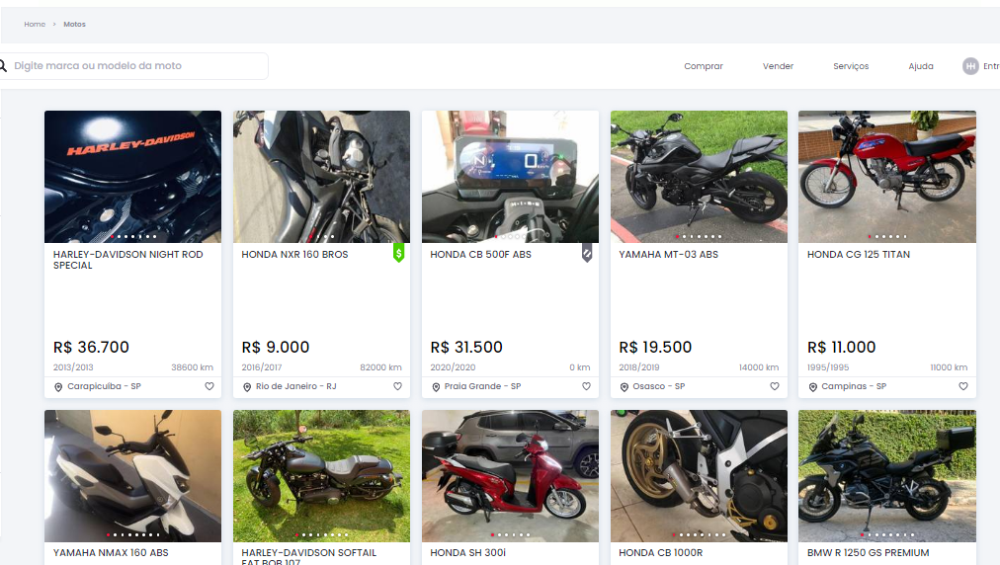 Home > Motos
Digite marca ou modelo da moto
Comprar Vender Serviços Ajuda Entr
HARLEY-DAVIDSON
N 0
HARLEY-DAVIDSON NIGHT ROD
SPECIAL
R$ 36.700
2013/2013 38600 km
Carapicuíba - SP
HONDA NXR 160 BROS
R$ 9.000
2016/2017 82000 km
Rio de Janeiro - RJ
HONDA CB 500F ABS
R$ 31.500
2020/2020 0 km
Praia Grande - SP
YAMAHA MT-03 ABS
R$ 19.500
2018/2019 14000 km
Osasco - SP
HONDA CG 125 TITAN
R$ 11.000
1995/1995 11000 km
Campinas - SP
YAMAHA NMAX 160 ABS
HARLEY-DAVIDSON SOFTAIL
FAT BOB 107
HONDA SH 300i
HONDA CB 1000R
BMW R 1250 GS PREMIUM